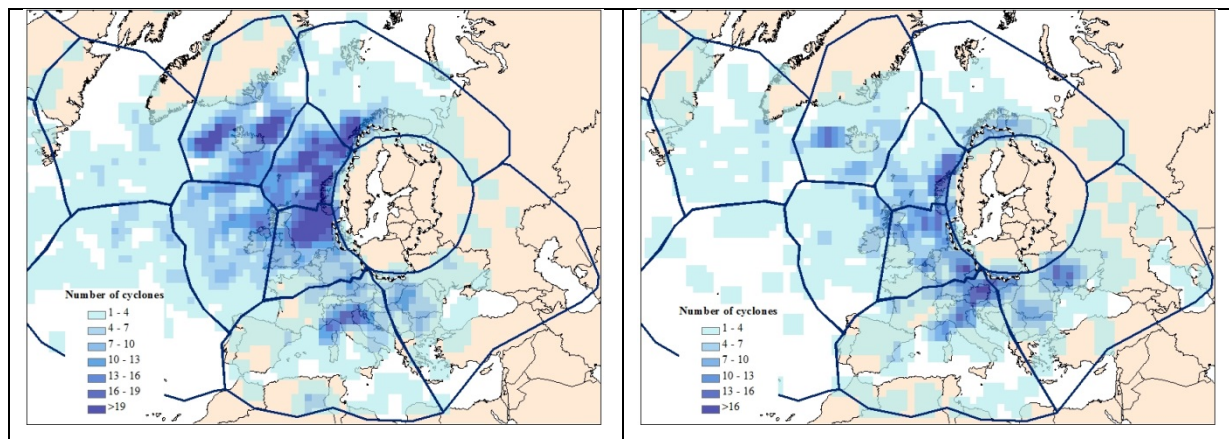 Number of cyclones
1 - 4
4 - 7
7 - 10
10 - 13
13 - 16
16 - 19
>19
Number of cyclones
1 - 4
4 - 7
7 - 10
10 - 13
13 - 16
>16